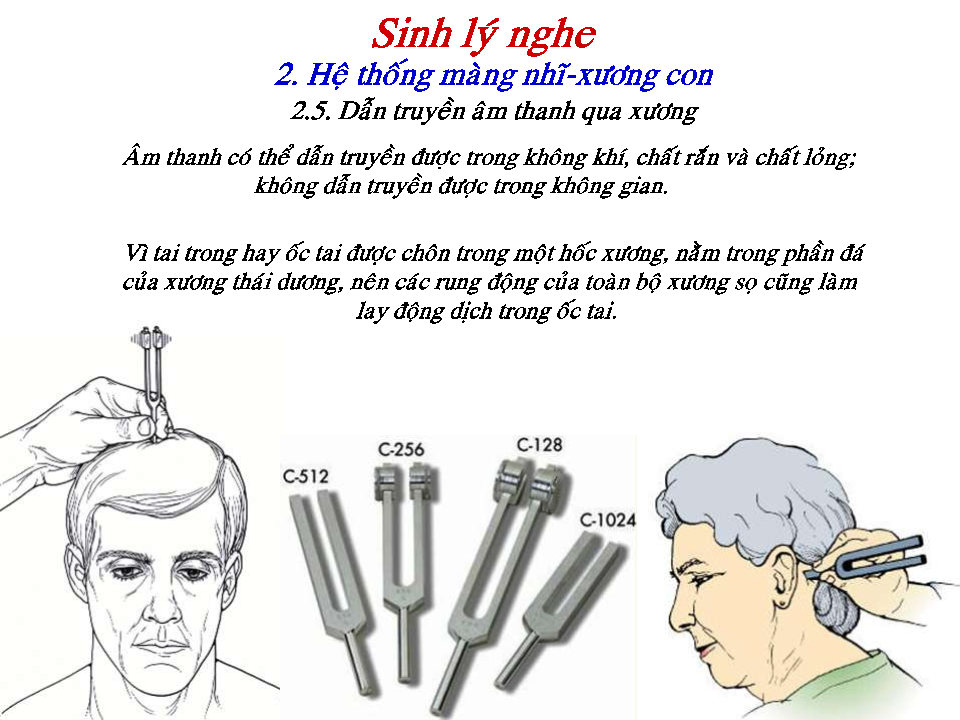 Sinh lý nghe
2. Hệ thống màng nhĩ-xương con
2.5. Dẫn truyền âm thanh qua xương
Âm thanh có thể dẫn truyền được trong không khí, chất rắn và chất lỏng;
không dẫn truyền được trong không gian.
Vì tai trong hay ốc tai được chôn trong một hốc xương, nằm trong phần đá
của xương thái dương, nên các rung động của toàn bộ xương sọ cũng làm
lay động dịch trong ốc tai.
C-512
C-256
C-128
C-1024